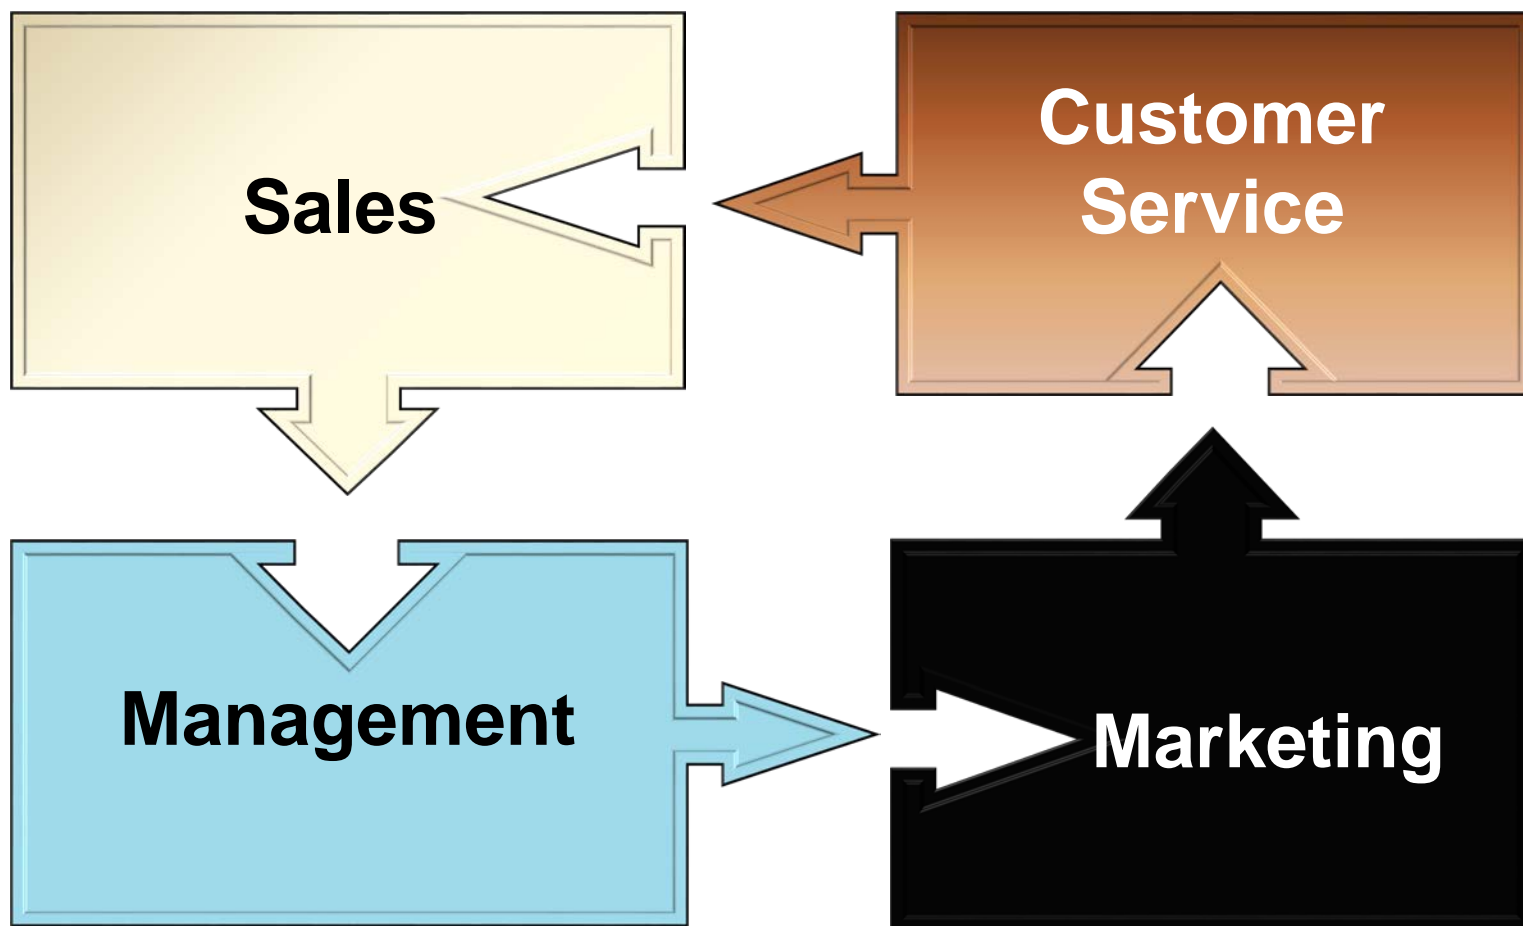 Sales
Customer
Service
Management
Marketing